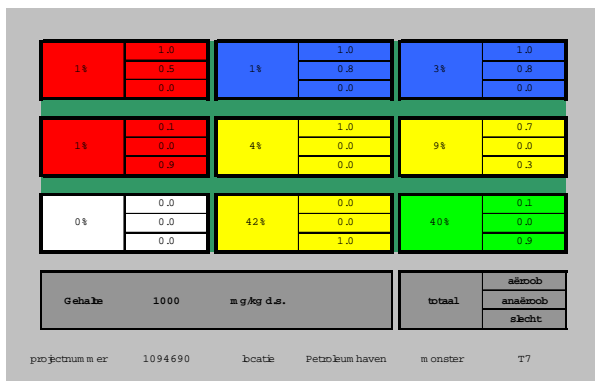 1.0 1.0 1.0
1% 0.5 1% 0.8 3% 0.8
0.0 0.0 0.0
0.1 1.0 0.7
1% 0.0 4% 0.0 9% 0.0
0.9 0.0 0.3
0.0 0.0 0.1
0% 0.0 42% 0.0 40% 0.0
0.0 1.0 0.9
aëroob
Gehalte 1000 mg/kg d.s. totaal anaëroob
slecht
projectnummer 1094690 locatie Petroleumhaven monster T7